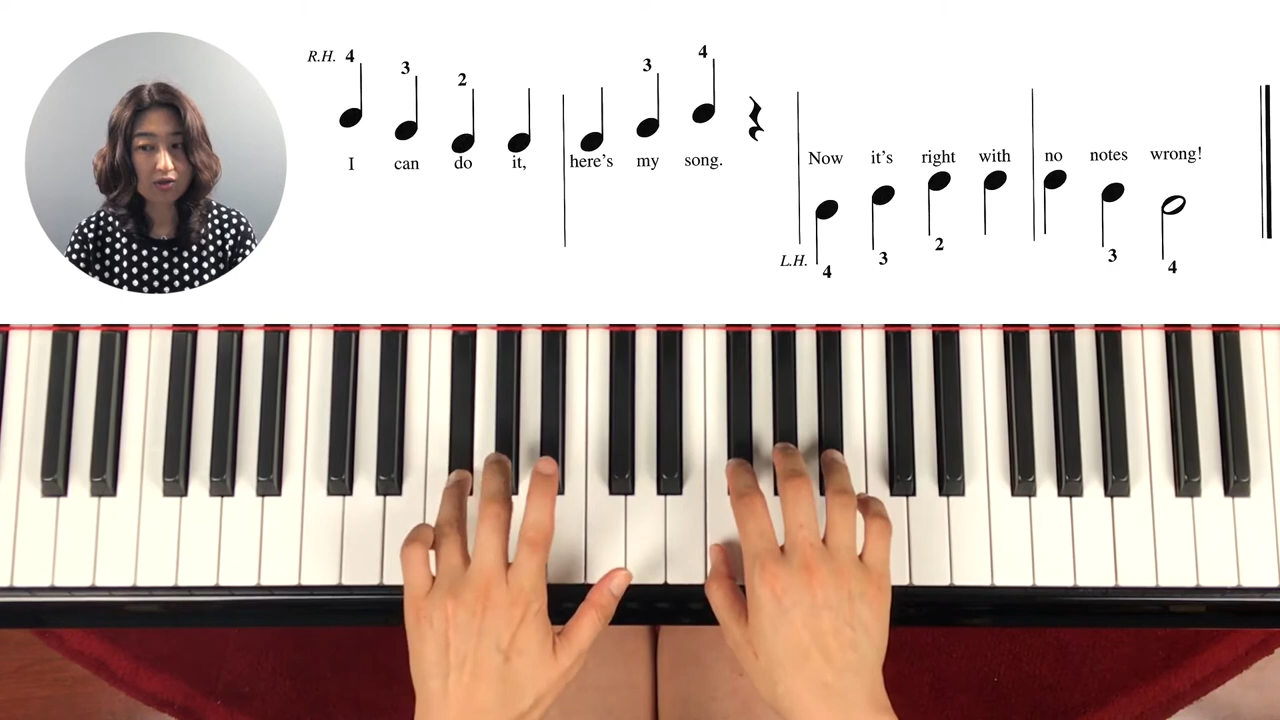 R.H. 4 3 2 3 4
I can do it, here's my song.
Now it's right with no notes wrong!
L.H. 4 3 2 3 4